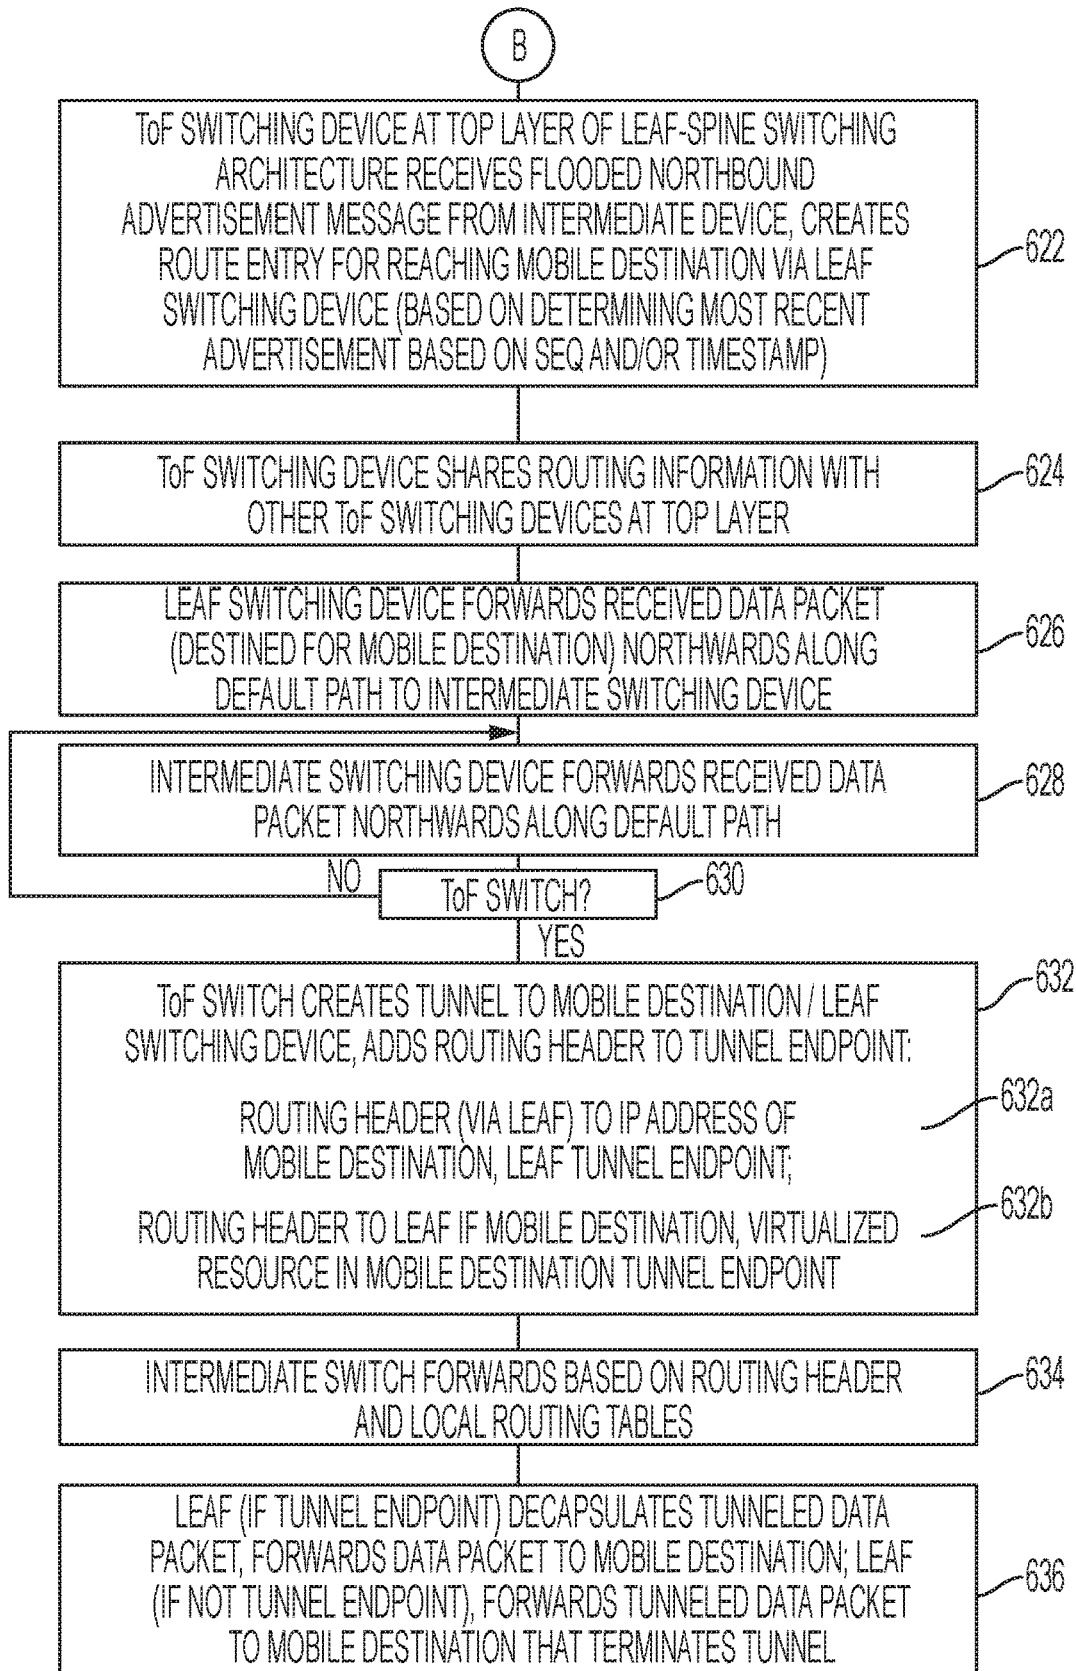 B
ToF SWITCHING DEVICE AT TOP LAYER OF LEAF-SPINE SWITCHING
ARCHITECTURE RECEIVES FLOODED NORTHBOUND
ADVERTISEMENT MESSAGE FROM INTERMEDIATE DEVICE, CREATES
ROUTE ENTRY FOR REACHING MOBILE DESTINATION VIA LEAF
SWITCHING DEVICE (BASED ON DETERMINING MOST RECENT
ADVERTISEMENT BASED ON SEQ AND/OR TIMESTAMP)
622
ToF SWITCHING DEVICE SHARES ROUTING INFORMATION WITH
OTHER ToF SWITCHING DEVICES AT TOP LAYER
624
LEAF SWITCHING DEVICE FORWARDS RECEIVED DATA PACKET
(DESTINED FOR MOBILE DESTINATION) NORTHWARDS ALONG
DEFAULT PATH TO INTERMEDIATE SWITCHING DEVICE
626
INTERMEDIATE SWITCHING DEVICE FORWARDS RECEIVED DATA
PACKET NORTHWARDS ALONG DEFAULT PATH
628
NO
ToF SWITCH?
630
YES
ToF SWITCH CREATES TUNNEL TO MOBILE DESTINATION / LEAF
SWITCHING DEVICE, ADDS ROUTING HEADER TO TUNNEL ENDPOINT:
632
ROUTING HEADER (VIA LEAF) TO IP ADDRESS OF
MOBILE DESTINATION, LEAF TUNNEL ENDPOINT;
632a
ROUTING HEADER TO LEAF IF MOBILE DESTINATION, VIRTUALIZED
RESOURCE IN MOBILE DESTINATION TUNNEL ENDPOINT
632b
INTERMEDIATE SWITCH FORWARDS BASED ON ROUTING HEADER
AND LOCAL ROUTING TABLES
634
LEAF (IF TUNNEL ENDPOINT) DECAPSULATES TUNNELED DATA
PACKET, FORWARDS DATA PACKET TO MOBILE DESTINATION; LEAF
(IF NOT TUNNEL ENDPOINT), FORWARDS TUNNELED DATA PACKET
TO MOBILE DESTINATION THAT TERMINATES TUNNEL
636